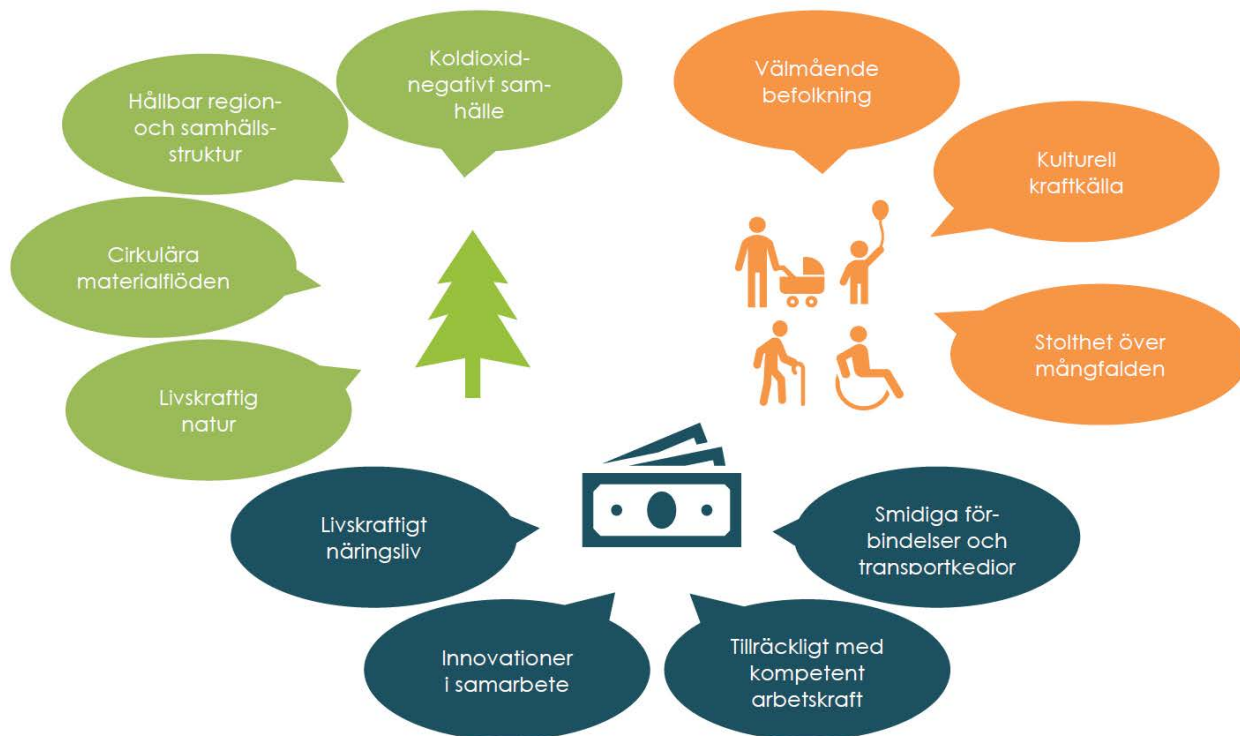 Koldioxid-
negativt sam-
hälle
Hållbar region-
och samhälls-
struktur
Cirkulära
materialflöden
Livskraftig
natur
Välmående
befolkning
Kulturell
kraftkälla
Stolthet över
mångfalden
Livskraftigt
näringsliv
Innovationer
i samarbete
Tillräckligt med
kompetent
arbetskraft
Smidiga för-
bindelser och
transportkedjor